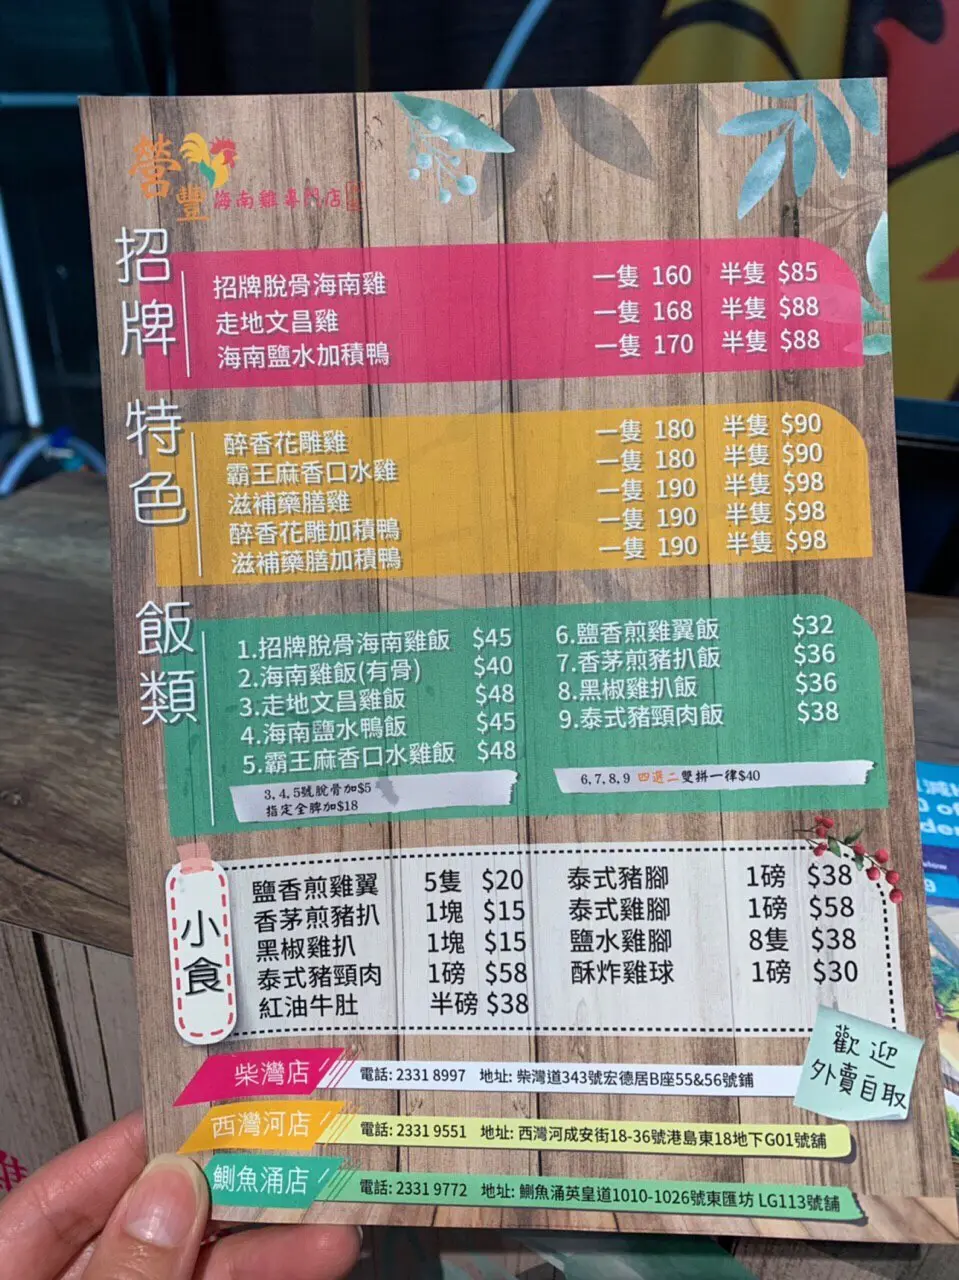 營豐海南雞專門店
招牌
招牌脫骨海南雞 一隻 160 半隻 $85
走地文昌雞 一隻 168 半隻 $88
海南鹽水加積鴨 一隻 170 半隻 $88
特色
醉香花雕雞 一隻 180 半隻 $90
霸王麻香口水雞 一隻 180 半隻 $90
滋補藥膳雞 一隻 190 半隻 $98
醉香花雕加積鴨 一隻 190 半隻 $98
滋補藥膳加積鴨 一隻 190 半隻 $98
飯類
1.招牌脫骨海南雞飯 $45
2.海南雞飯(有骨) $40
3.走地文昌雞飯 $48
4.海南鹽水鴨飯 $45
5.霸王麻香口水雞飯 $48
3,4,5號脫骨加$5
指定全髀加$18
6.鹽香煎雞翼飯 $32
7.香茅煎豬扒飯 $36
8.黑椒雞扒飯 $36
9.泰式豬頸肉飯 $38
6,7,8,9 四選二雙拼一律$40
小食
鹽香煎雞翼 5隻 $20
香茅煎豬扒 1塊 $15
黑椒雞扒 1塊 $15
泰式豬頸肉 1磅 $58
紅油牛肚 半磅 $38
泰式豬腳 1磅 $38
泰式雞腳 1磅 $58
鹽水雞腳 8隻 $38
酥炸雞球 1磅 $30
歡迎
外賣自取
柴灣店 電話: 2331 8997 地址: 柴灣道343號宏德居B座55&56號鋪
西灣河店 電話: 2331 9551 地址: 西灣河成安街18-36號港島東18地下G01號舖
鰂魚涌店 電話: 2331 9772 地址: 鰂魚涌英皇道1010-1026號東匯坊 LG113號舖